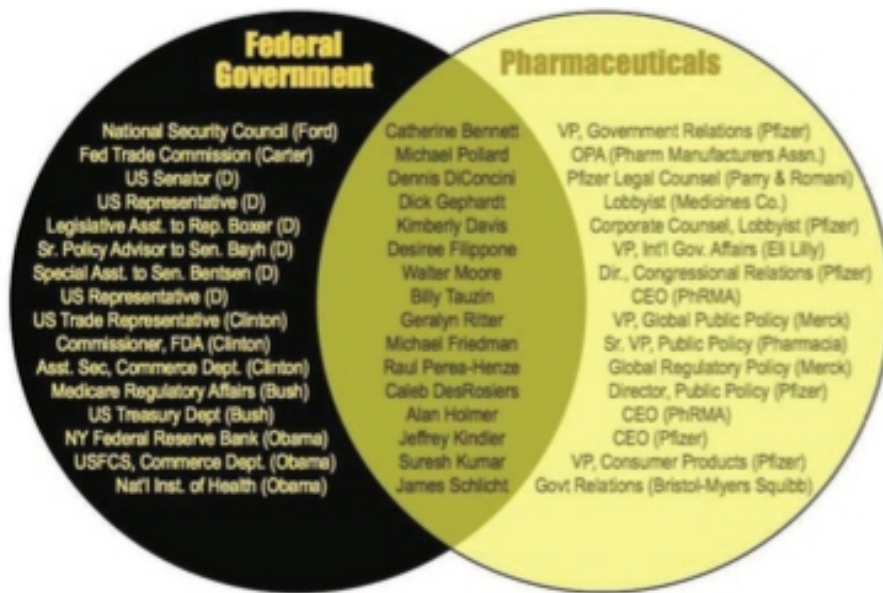 Federal
Government
Pharmaceuticals
National Security Council (Ford) Catherine Bennett VP, Government Relations (Pfizer)
Fed Trade Commission (Carter) Michael Pollard OPA (Pharm Manufacturers Assn.)
US Senator (D) Dennis DiConcini Pfizer Legal Counsel (Parry & Romani)
US Representative (D) Dick Gephardt Lobbyist (Medicines Co.)
Legislative Asst. to Rep. Boxer (D) Kimberly Davis Corporate Counsel, Lobbyist (Pfizer)
Sr. Policy Advisor to Sen. Bayh (D) Desiree Filippone VP, Int'l Gov. Affairs (Eli Lilly)
Special Asst. to Sen. Bentsen (D) Walter Moore Dir., Congressional Relations (Pfizer)
US Representative (D) Billy Tauzin CEO (PhRMA)
US Trade Representative (Clinton) Geralyn Ritter VP, Global Public Policy (Merck)
Commissioner, FDA (Clinton) Michael Friedman Sr. VP, Public Policy (Pharmacia)
Asst. Sec, Commerce Dept. (Clinton) Raul Perea-Henze Global Regulatory Policy (Merck)
Medicare Regulatory Affairs (Bush) Caleb DesRosiers Director, Public Policy (Pfizer)
US Treasury Dept (Bush) Alan Holmer CEO (PhRMA)
NY Federal Reserve Bank (Obama) Jeffrey Kindler CEO (Pfizer)
USFCS, Commerce Dept. (Obama) Suresh Kumar VP, Consumer Products (Pfizer)
Nat'l Inst. of Health (Obama) James Schlicht Govt Relations (Bristol-Myers Squibb)